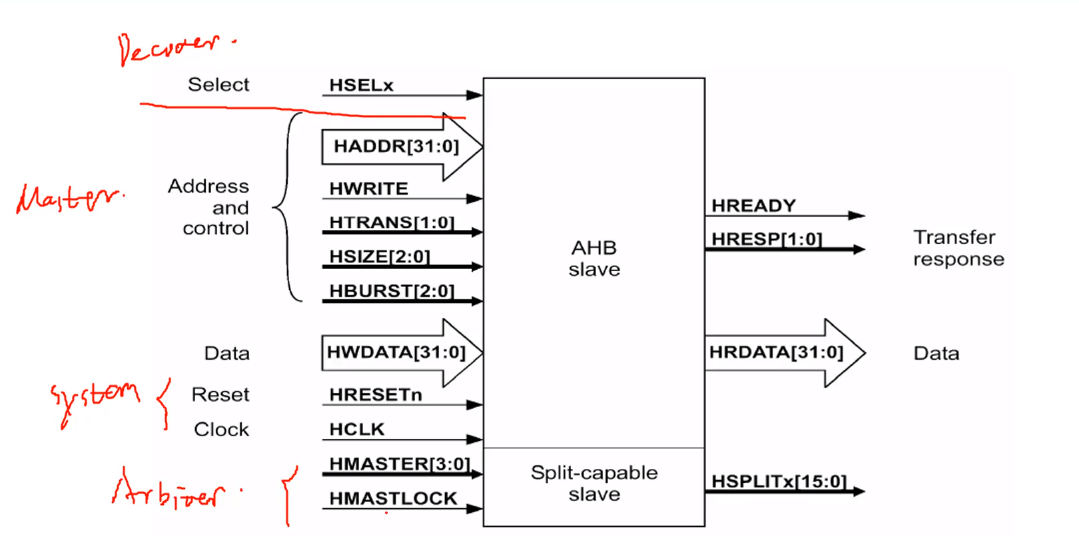 Decoder.
Select HSELx
HADDR[31:0]
Master.
Address
and
control
HWRITE
HTRANS[1:0]
HSIZE[2:0]
HBURST[2:0]
AHB
slave
HREADY
HRESP[1:0]
Transfer
response
Data HWDATA[31:0] HRDATA[31:0] Data
System
Reset HRESETn
Clock HCLK
Arbiter.
HMASTER[3:0]
HMASTLOCK
Split-capable
slave
HSPLITx[15:0]